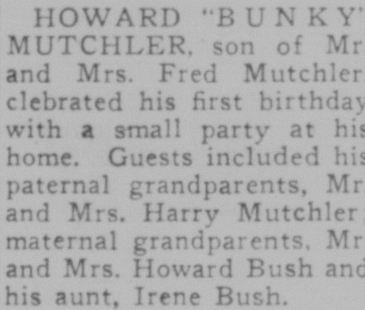 HOWARD "BUNKY"
MUTCHLER, son of Mr
and Mrs. Fred Mutchler
clebrated his first birthday
with a small party at his
home. Guests included his
paternal grandparents, Mr
and Mrs. Harry Mutchler;
maternal grandparents, Mr
and Mrs. Howard Bush and
his aunt, Irene Bush.